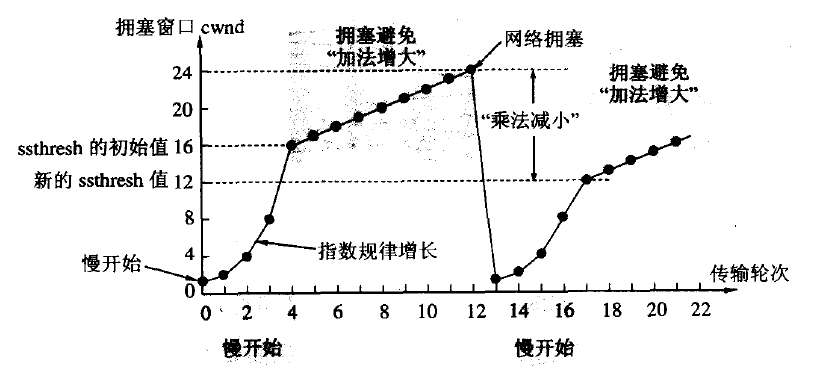 拥塞窗口 cwnd
拥塞避免
“加法增大”
网络拥塞
拥塞避免
“加法增大”
“乘法减小”
24
20
ssthresh 的初始值 16
新的 ssthresh 值 12
8
4
0
慢开始
指数规律增长
传输轮次
0 2 4 6 8 10 12 14 16 18 20 22
慢开始
慢开始